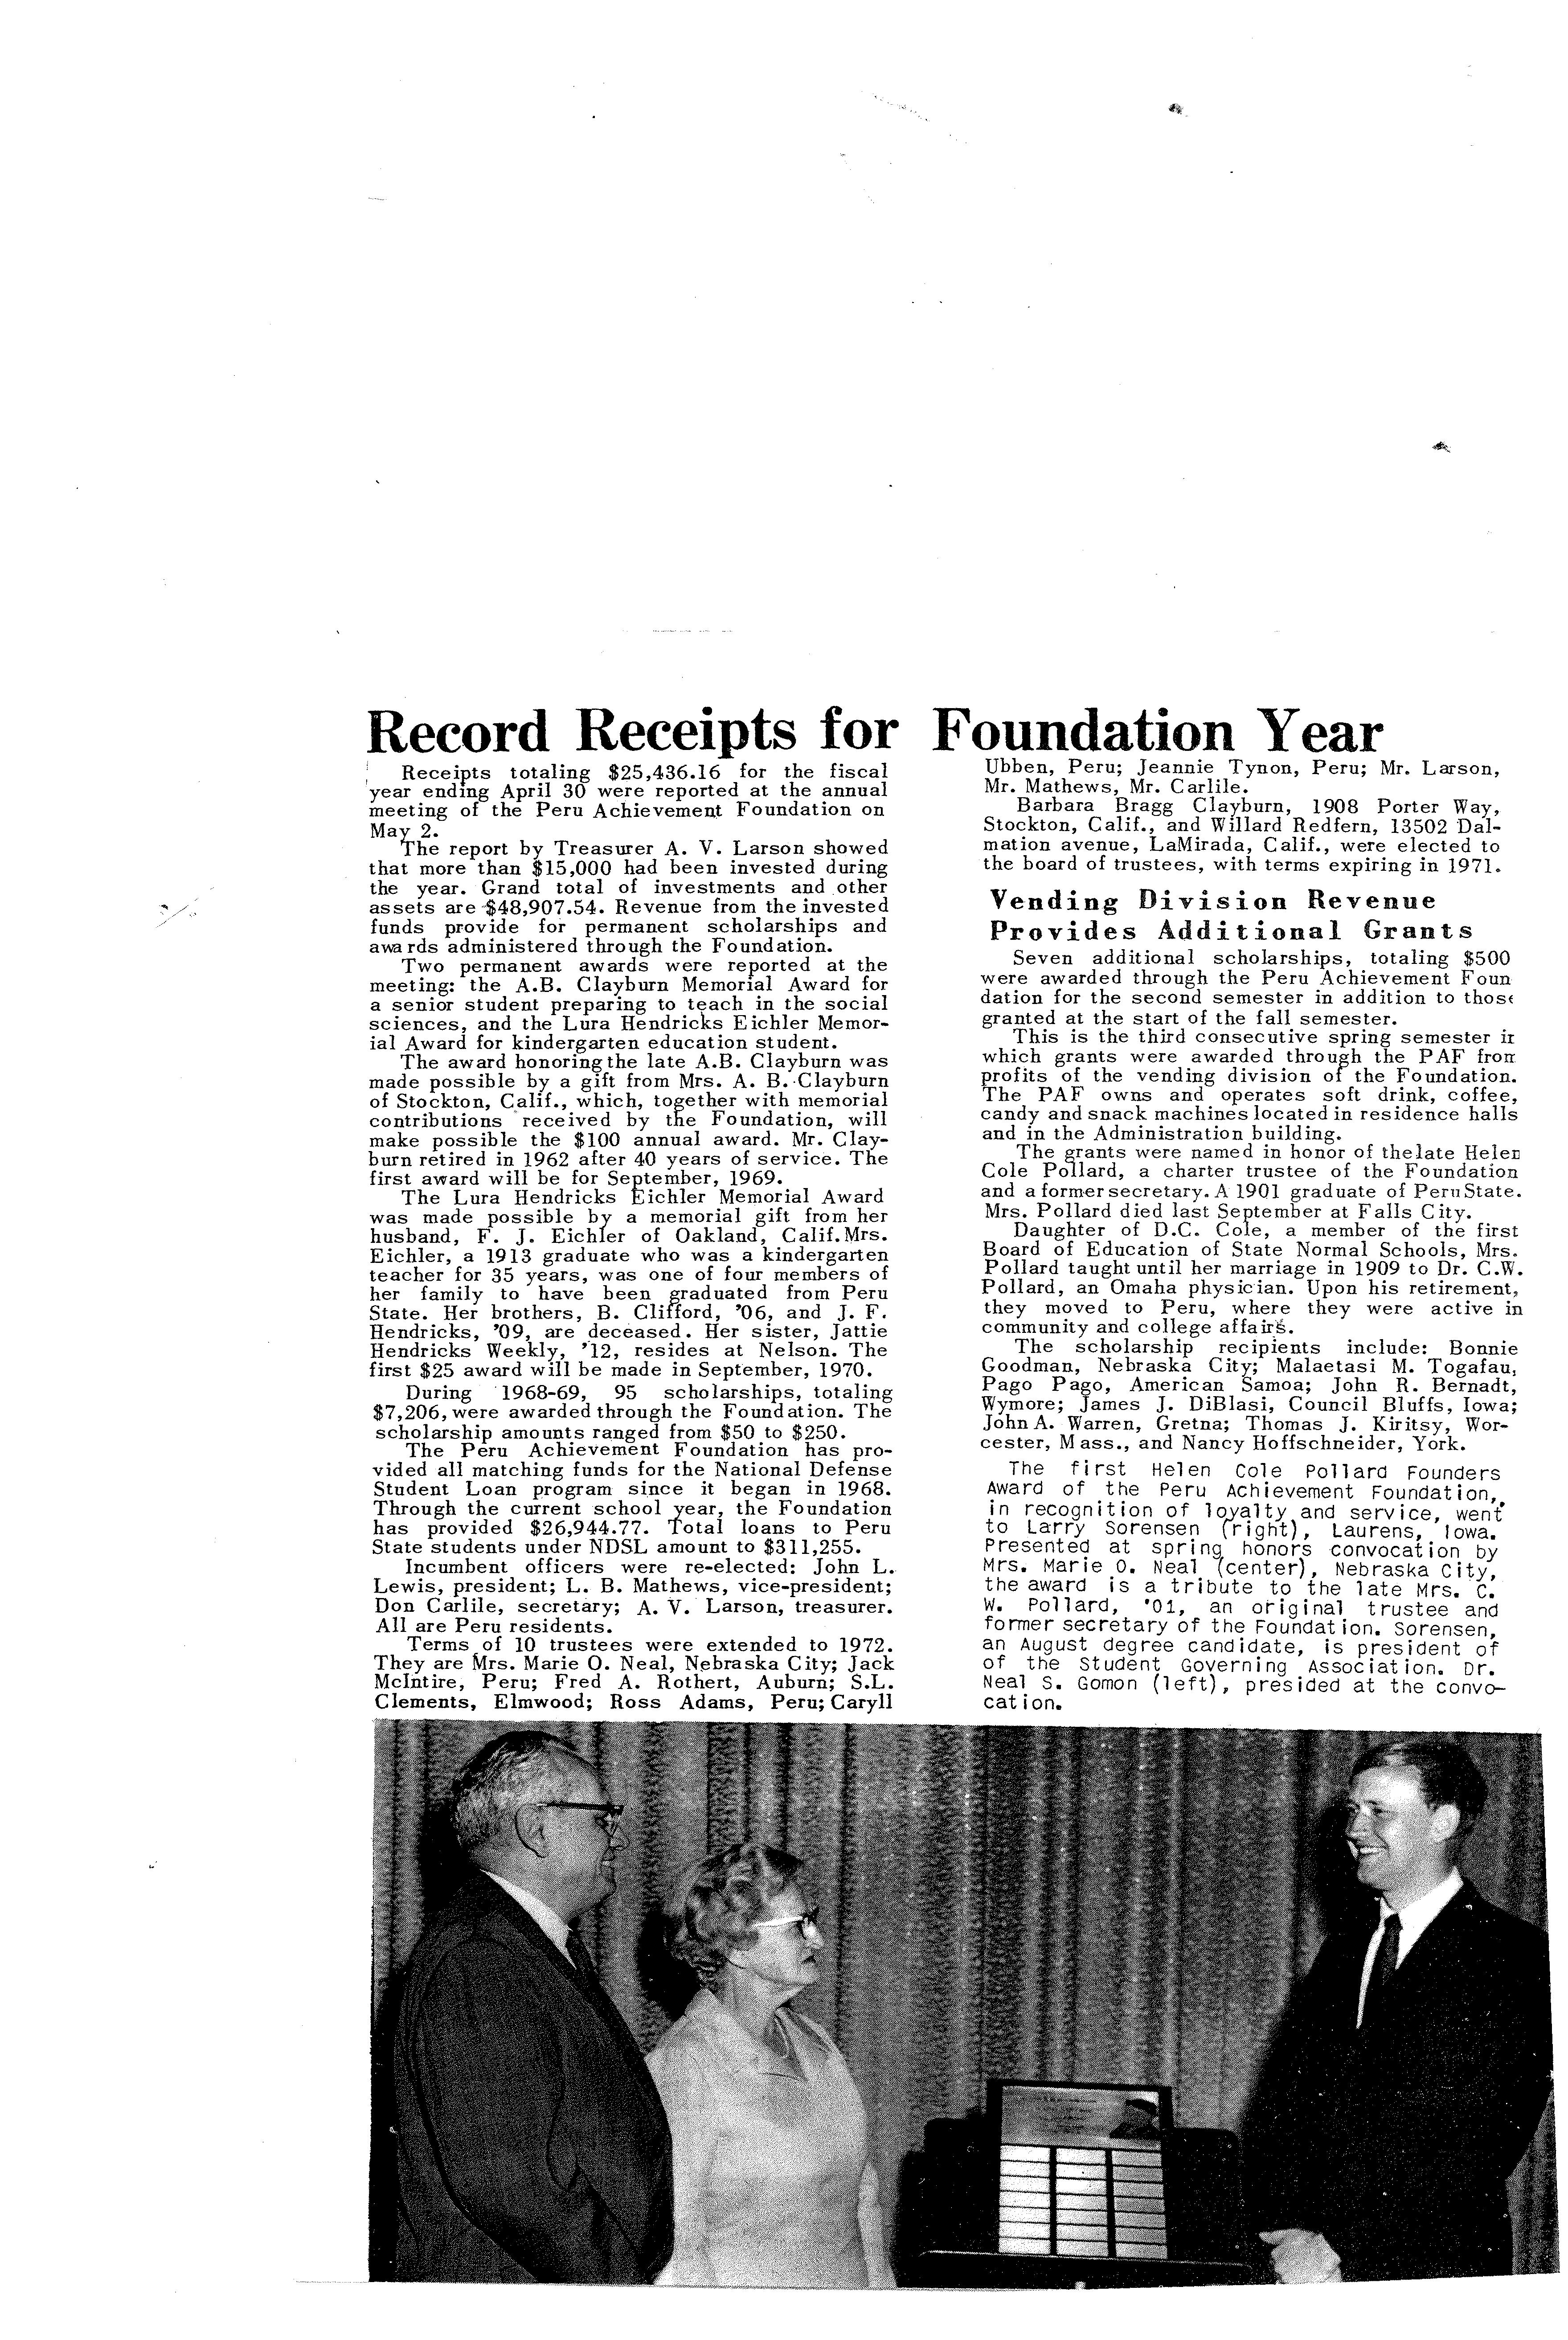 Record Receipts for Foundation Year
Receipts totaling $25,436.16 for the fiscal
year ending April 30 were reported at the annual
meeting of the Peru Achievement Foundation on
May 2.
The report by Treasurer A. V. Larson showed
that more than $15,000 had been invested during
the year. Grand total of investments and other
assets are $48,907.54. Revenue from the invested
funds provide for permanent scholarships and
awards administered through the Foundation.
Two permanent awards were reported at the
meeting: the A.B. Clayburn Memorial Award for
a senior student preparing to teach in the social
sciences, and the Lura Hendricks Eichler Memor-
ial Award for kindergarten education student.
The award honoring the late A.B. Clayburn was
made possible by a gift from Mrs. A. B. Clayburn
of Stockton, Calif., which, together with memorial
contributions received by the Foundation, will
make possible the $100 annual award. Mr. Clay-
burn retired in 1962 after 40 years of service. The
first award will be for September, 1969.
The Lura Hendricks Eichler Memorial Award
was made possible by a memorial gift from her
husband, F. J. Eichler of Oakland, Calif. Mrs.
Eichler, a 1913 graduate who was a kindergarten
teacher for 35 years, was one of four members of
her family to have been graduated from Peru
State. Her brothers, B. Clifford, '06, and J. F.
Hendricks, '09, are deceased. Her sister, Jattie
Hendricks Weekly, '12, resides at Nelson. The
first $25 award will be made in September, 1970.
During 1968-69, 95 scholarships, totaling
$7,206, were awarded through the Foundation. The
scholarship amounts ranged from $50 to $250.
The Peru Achievement Foundation has pro-
vided all matching funds for the National Defense
Student Loan program since it began in 1968.
Through the current school year, the Foundation
has provided $26,944.77. Total loans to Peru
State students under NDSL amount to $311,255.
Incumbent officers were re-elected: John L.
Lewis, president; L. B. Mathews, vice-president;
Don Carlile, secretary; A. V. Larson, treasurer.
All are Peru residents.
Terms of 10 trustees were extended to 1972.
They are Mrs. Marie O. Neal, Nebraska City; Jack
McIntire, Peru; Fred A. Rothert, Auburn; S.L.
Clements, Elmwood; Ross Adams, Peru; Caryll
Ubben, Peru; Jeannie Tynon, Peru; Mr. Larson,
Mr. Mathews, Mr. Carlile.
Barbara Bragg Clayburn, 1908 Porter Way,
Stockton, Calif., and Willard Redfern, 13502 Dal-
mation avenue, LaMirada, Calif., were elected to
the board of trustees, with terms expiring in 1971.
Vending Division Revenue
Provides Additional Grants
Seven additional scholarships, totaling $500
were awarded through the Peru Achievement Foun
dation for the second semester in addition to those
granted at the start of the fall semester.
This is the third consecutive spring semester in
which grants were awarded through the PAF from
profits of the vending division of the Foundation.
The PAF owns and operates soft drink, coffee,
candy and snack machines located in residence halls
and in the Administration building.
The grants were named in honor of the late Helen
Cole Pollard, a charter trustee of the Foundation
and a former secretary. A 1901 graduate of Peru State.
Mrs. Pollard died last September at Falls City.
Daughter of D.C. Cole, a member of the first
Board of Education of State Normal Schools, Mrs.
Pollard taught until her marriage in 1909 to Dr. C.W.
Pollard, an Omaha physician. Upon his retirement,
they moved to Peru, where they were active in
community and college affairs.
The scholarship recipients include: Bonnie
Goodman, Nebraska City; Malaetasi M. Togafau,
Pago Pago, American Samoa; John R. Bernadt,
Wymore; James J. DiBlasi, Council Bluffs, Iowa;
John A. Warren, Gretna; Thomas J. Kiritsy, Wor-
cester, Mass., and Nancy Hoffschneider, York.
The first Helen Cole Pollard Founders
Award of the Peru Achievement Foundation,
in recognition of loyalty and service, went
to Larry Sorensen (right), Laurens, Iowa.
Presented at spring honors convocation by
Mrs. Marie O. Neal (center), Nebraska City,
the award is a tribute to the late Mrs. C.
W. Pollard, '01, an original trustee and
former secretary of the Foundation. Sorensen,
an August degree candidate, is president of
of the Student Governing Association. Dr.
Neal S. Gomon (left), presided at the convo-
cation.